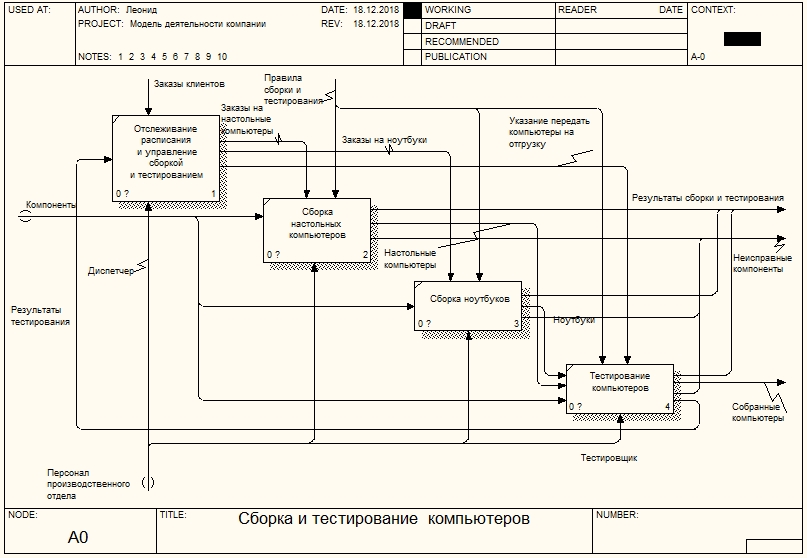 USED AT:
AUTHOR: Леонид
DATE: 18.12.2018
WORKING
READER
DATE
CONTEXT:
PROJECT: Модель деятельности компании
REV: 18.12.2018
DRAFT
RECOMMENDED
NOTES: 1 2 3 4 5 6 7 8 9 10
PUBLICATION
A-0
Заказы клиентов
Правила
сборки и
тестирования
Заказы на
настольные
компьютеры
Заказы на ноутбуки
Указание передать
компьютеры на
отгрузку
Отслеживание
расписания
и управление
сборкой
и тестированием
0 ?
1
Компоненты
Результаты сборки и тестирования
Сборка
настольных
компьютеров
0 ?
2
Настольные
компьютеры
Неисправные
компоненты
Диспетчер
Сборка ноутбуков
0 ?
3
Результаты
тестирования
Ноутбуки
Тестирование
компьютеров
0 ?
4
Собранные
компьютеры
Тестировщик
Персонал
производственного
отдела
NODE:
A0
TITLE:
Сборка и тестирование компьютеров
NUMBER: